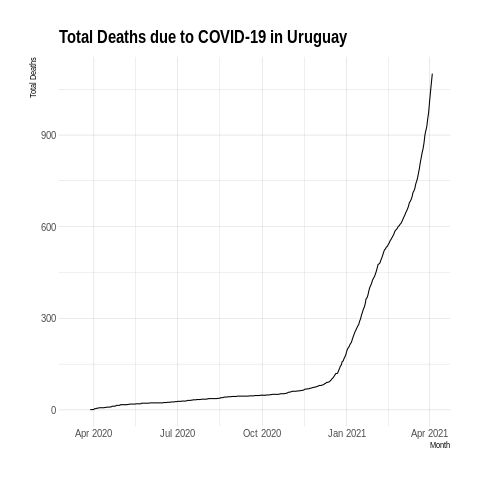 Total Deaths due to COVID-19 in Uruguay
Total Deaths
900
600
300
0
Apr 2020 Jul 2020 Oct 2020 Jan 2021 Apr 2021
Month